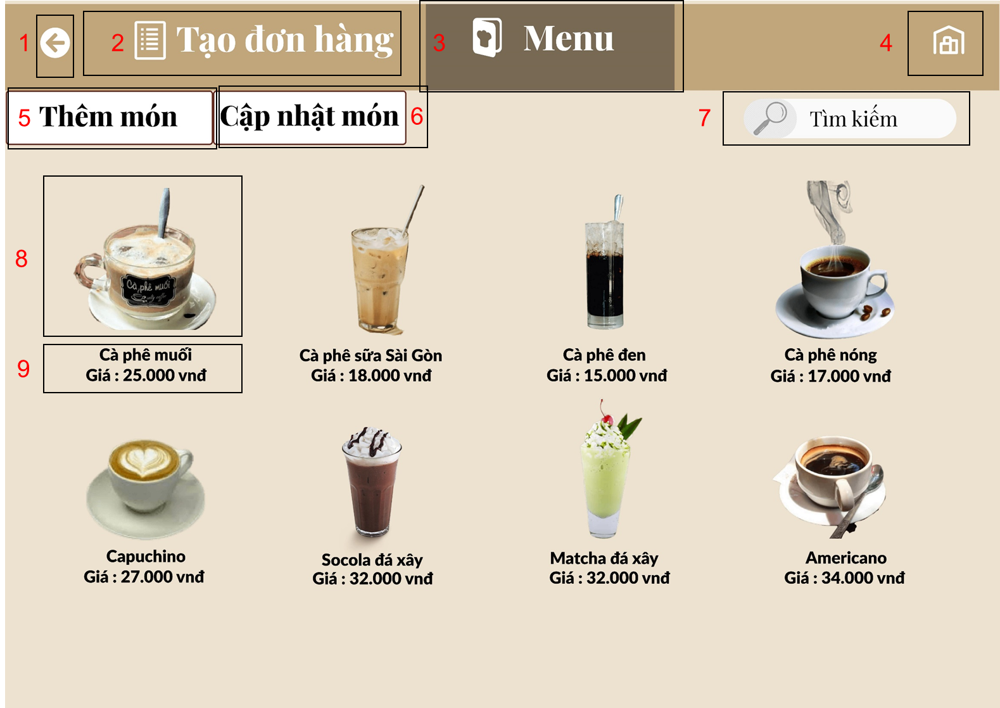 1
2 Tạo đơn hàng
3 Menu
4
5 Thêm món
Cập nhật món 6
7 Tìm kiếm
8
Cà phê muối
9
Cà phê muối
Giá : 25.000 vnđ
Cà phê sữa Sài Gòn
Giá : 18.000 vnđ
Cà phê đen
Giá : 15.000 vnđ
Cà phê nóng
Giá : 17.000 vnđ
Capuchino
Giá : 27.000 vnđ
Socola đá xây
Giá : 32.000 vnđ
Matcha đá xây
Giá : 32.000 vnđ
Americano
Giá : 34.000 vnđ